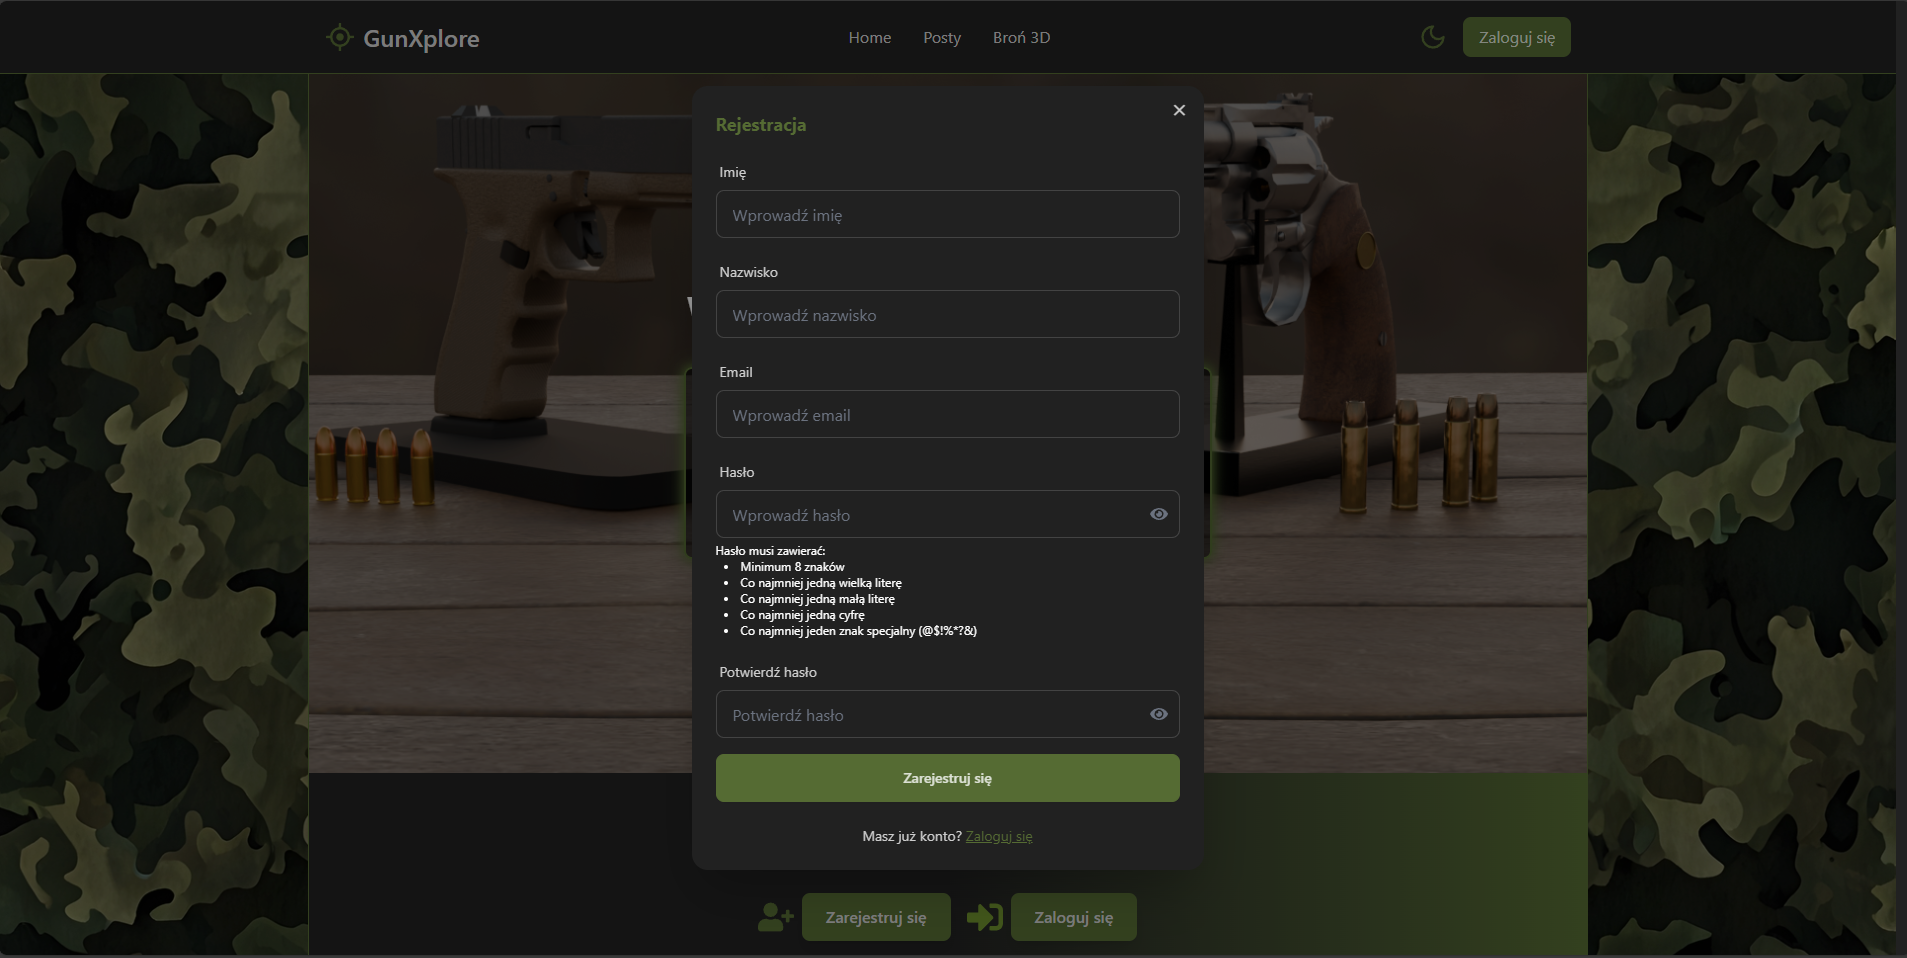 GunXplore
Home
Posty
Broń 3D
Zaloguj się
Rejestracja
Imię
Wprowadź imię
Nazwisko
Wprowadź nazwisko
Email
Wprowadź email
Hasło
Wprowadź hasło
Hasło musi zawierać:
• Minimum 8 znaków
• Co najmniej jedną wielką literę
• Co najmniej jedną małą literę
• Co najmniej jedną cyfrę
• Co najmniej jeden znak specjalny (@$!%*?&)
Potwierdź hasło
Potwierdź hasło
Zarejestruj się
Masz już konto? Zaloguj się
Zarejestruj się
Zaloguj się